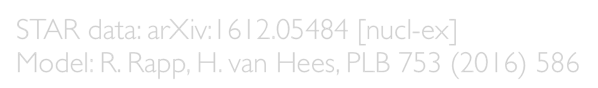 STAR data: arXiv:1612.05484 [nucl-ex]
Model: R. Rapp, H. van Hees, PLB 753 (2016) 586